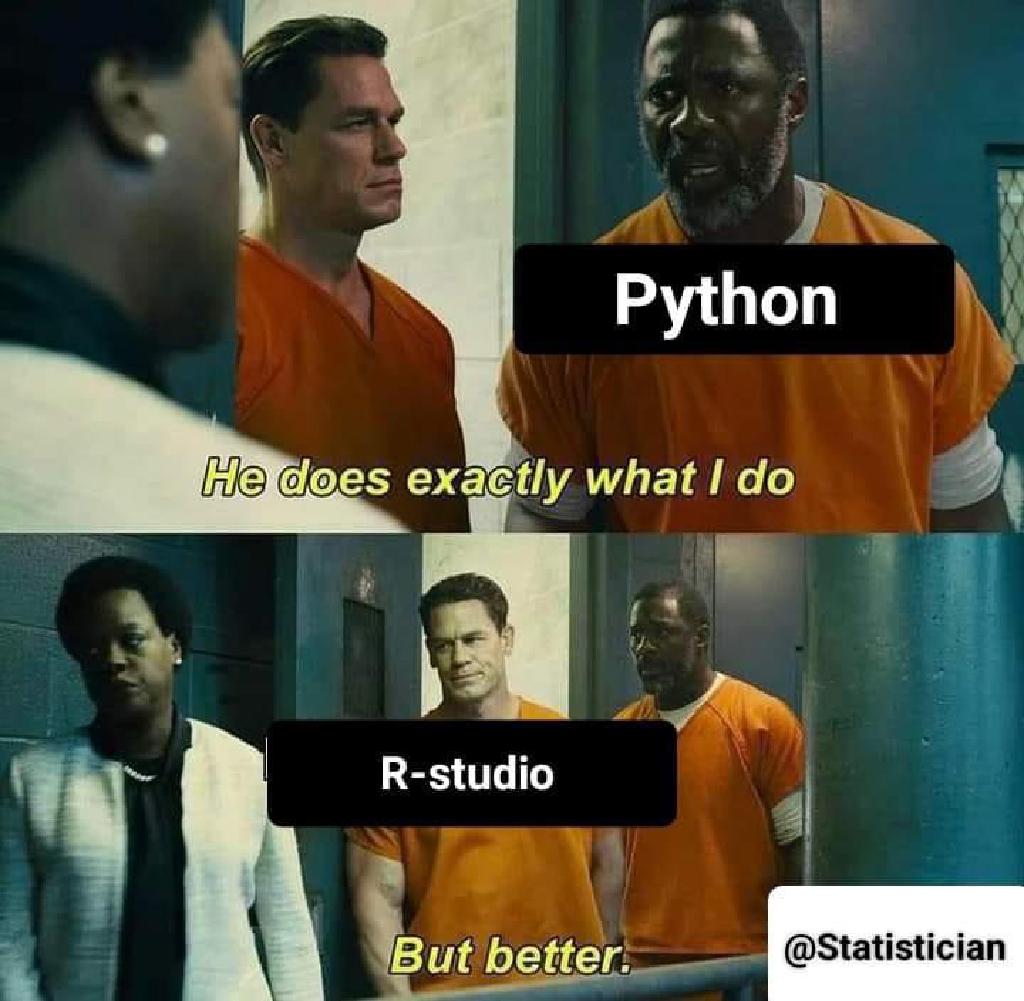 Python
He does exactly what I do
R-studio
But better.
@Statistician